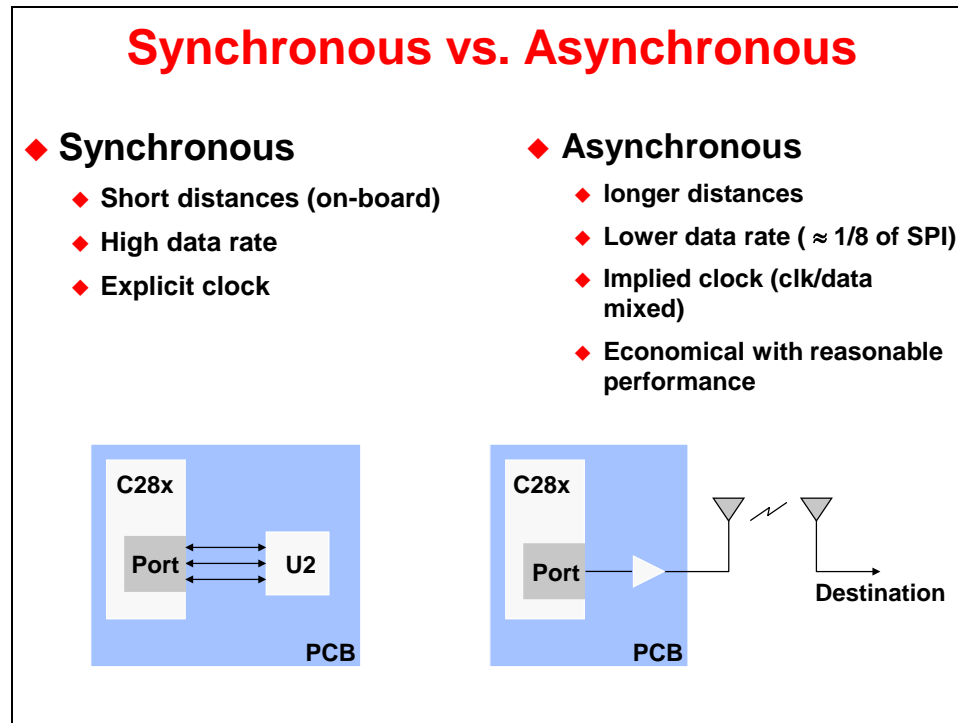 Synchronous vs. Asynchronous
Synchronous
Short distances (on-board)
High data rate
Explicit clock
Asynchronous
longer distances
Lower data rate ( ≈ 1/8 of SPI)
Implied clock (clk/data
mixed)
Economical with reasonable
performance
C28x
Port
U2
PCB
C28x
Port
PCB
Destination